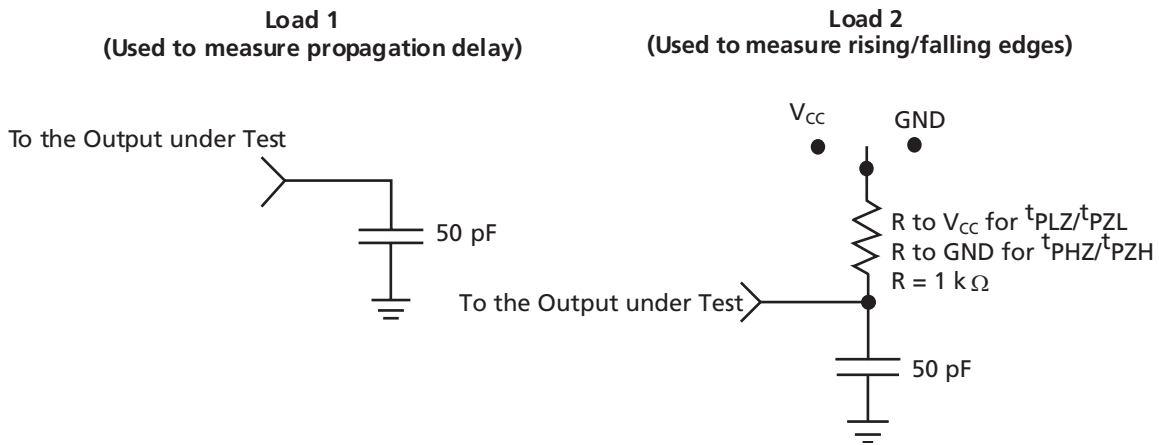 Load 1
(Used to measure propagation delay)
To the Output under Test
50 pF
Load 2
(Used to measure rising/falling edges)
VCC
GND
R to VCC for tPLZ/tPZL
R to GND for tPHZ/tPZH
R = 1 k Ω
To the Output under Test
50 pF